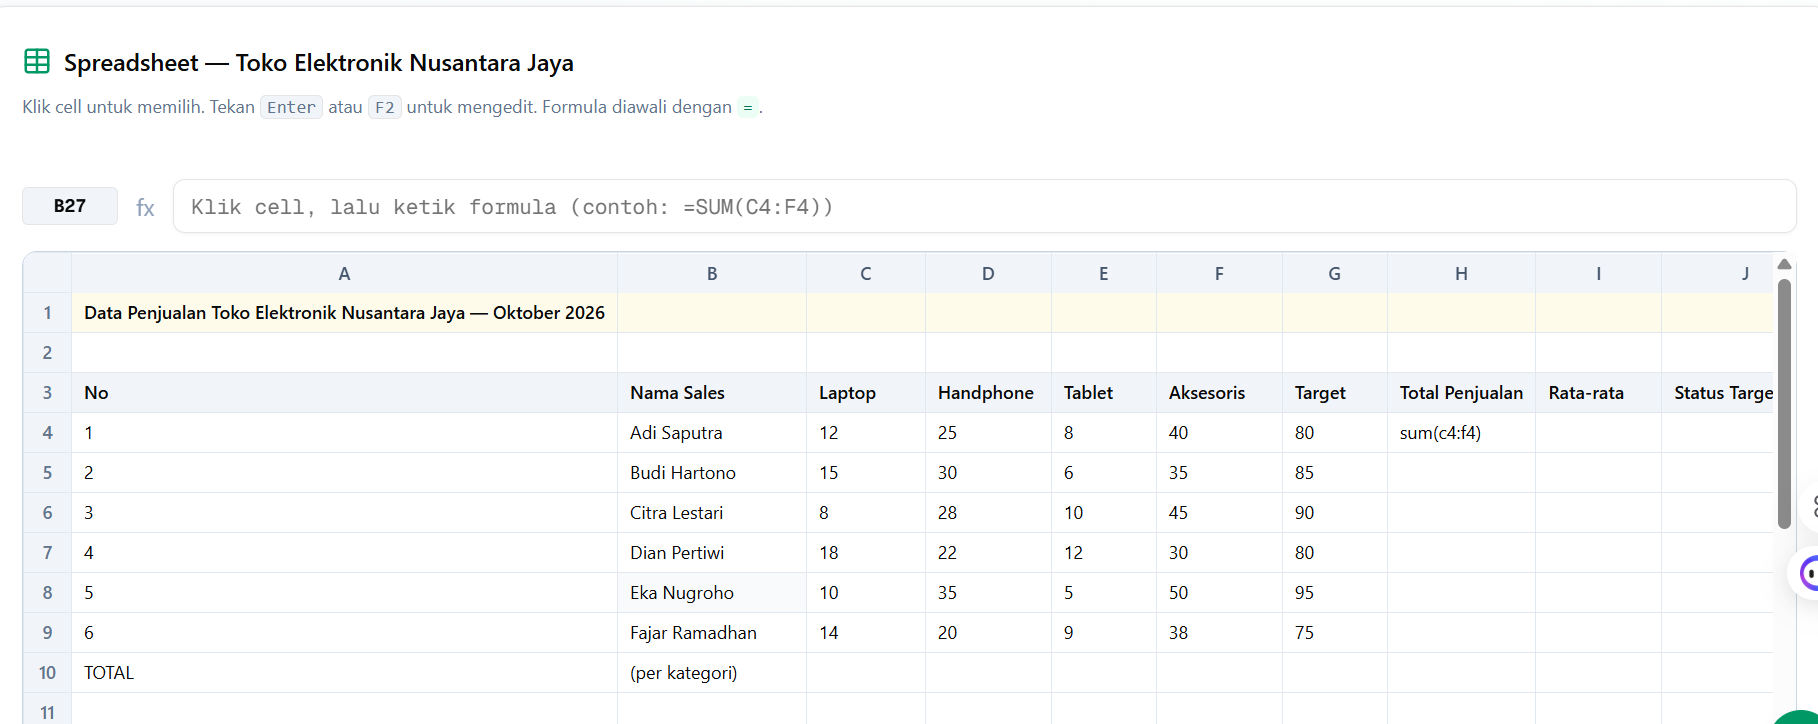 Spreadsheet — Toko Elektronik Nusantara Jaya
Klik cell untuk memilih. Tekan Enter atau F2 untuk mengedit. Formula diawali dengan = .
B27 fx Klik cell, lalu ketik formula (contoh: =SUM(C4:F4))
A B C D E F G H I J
1 Data Penjualan Toko Elektronik Nusantara Jaya — Oktober 2026
2
3 No Nama Sales Laptop Handphone Tablet Aksesoris Target Total Penjualan Rata-rata Status Targe
4 1 Adi Saputra 12 25 8 40 80 sum(c4:f4)
5 2 Budi Hartono 15 30 6 35 85
6 3 Citra Lestari 8 28 10 45 90
7 4 Dian Pertiwi 18 22 12 30 80
8 5 Eka Nugroho 10 35 5 50 95
9 6 Fajar Ramadhan 14 20 9 38 75
10 TOTAL (per kategori)
11